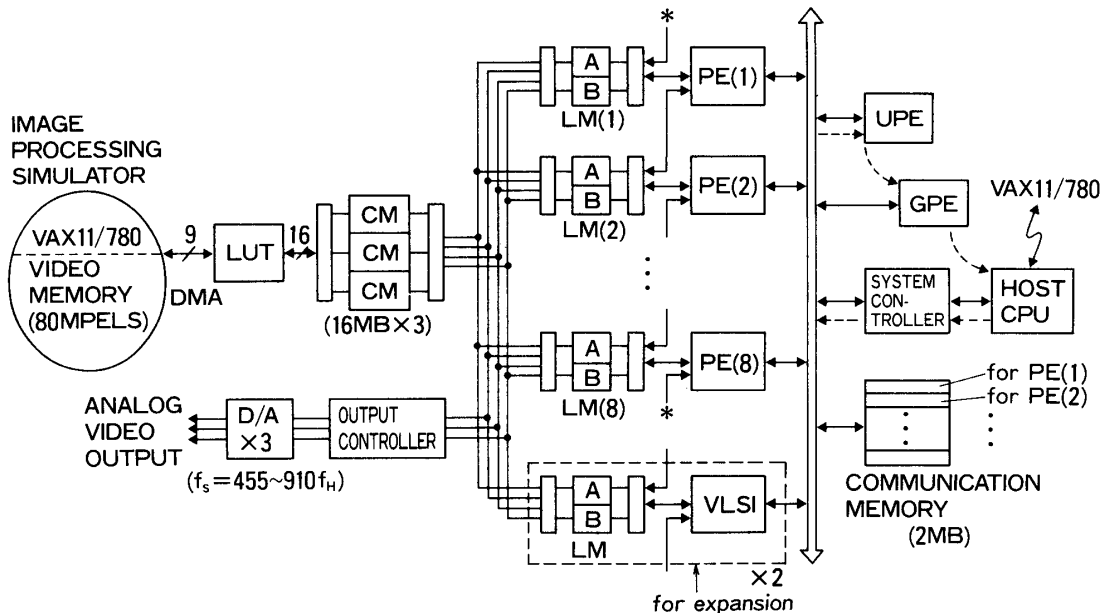 IMAGE
PROCESSING
SIMULATOR
VAX11/780
VIDEO
MEMORY
(80MPELS)
9
DMA
LUT
16
CM
CM
CM
(16MB×3)
ANALOG
VIDEO
OUTPUT
D/A
×3
(fs=455~910fH)
OUTPUT
CONTROLLER
*
A
B
LM(1)
PE(1)
A
B
LM(2)
PE(2)
⋮
⋮
A
B
LM(8)
PE(8)
*
A
B
LM
VLSI
×2
for expansion
UPE
GPE
VAX11/780
SYSTEM
CON-
TROLLER
HOST
CPU
for PE(1)
for PE(2)
⋮
⋮
COMMUNICATION
MEMORY
(2MB)